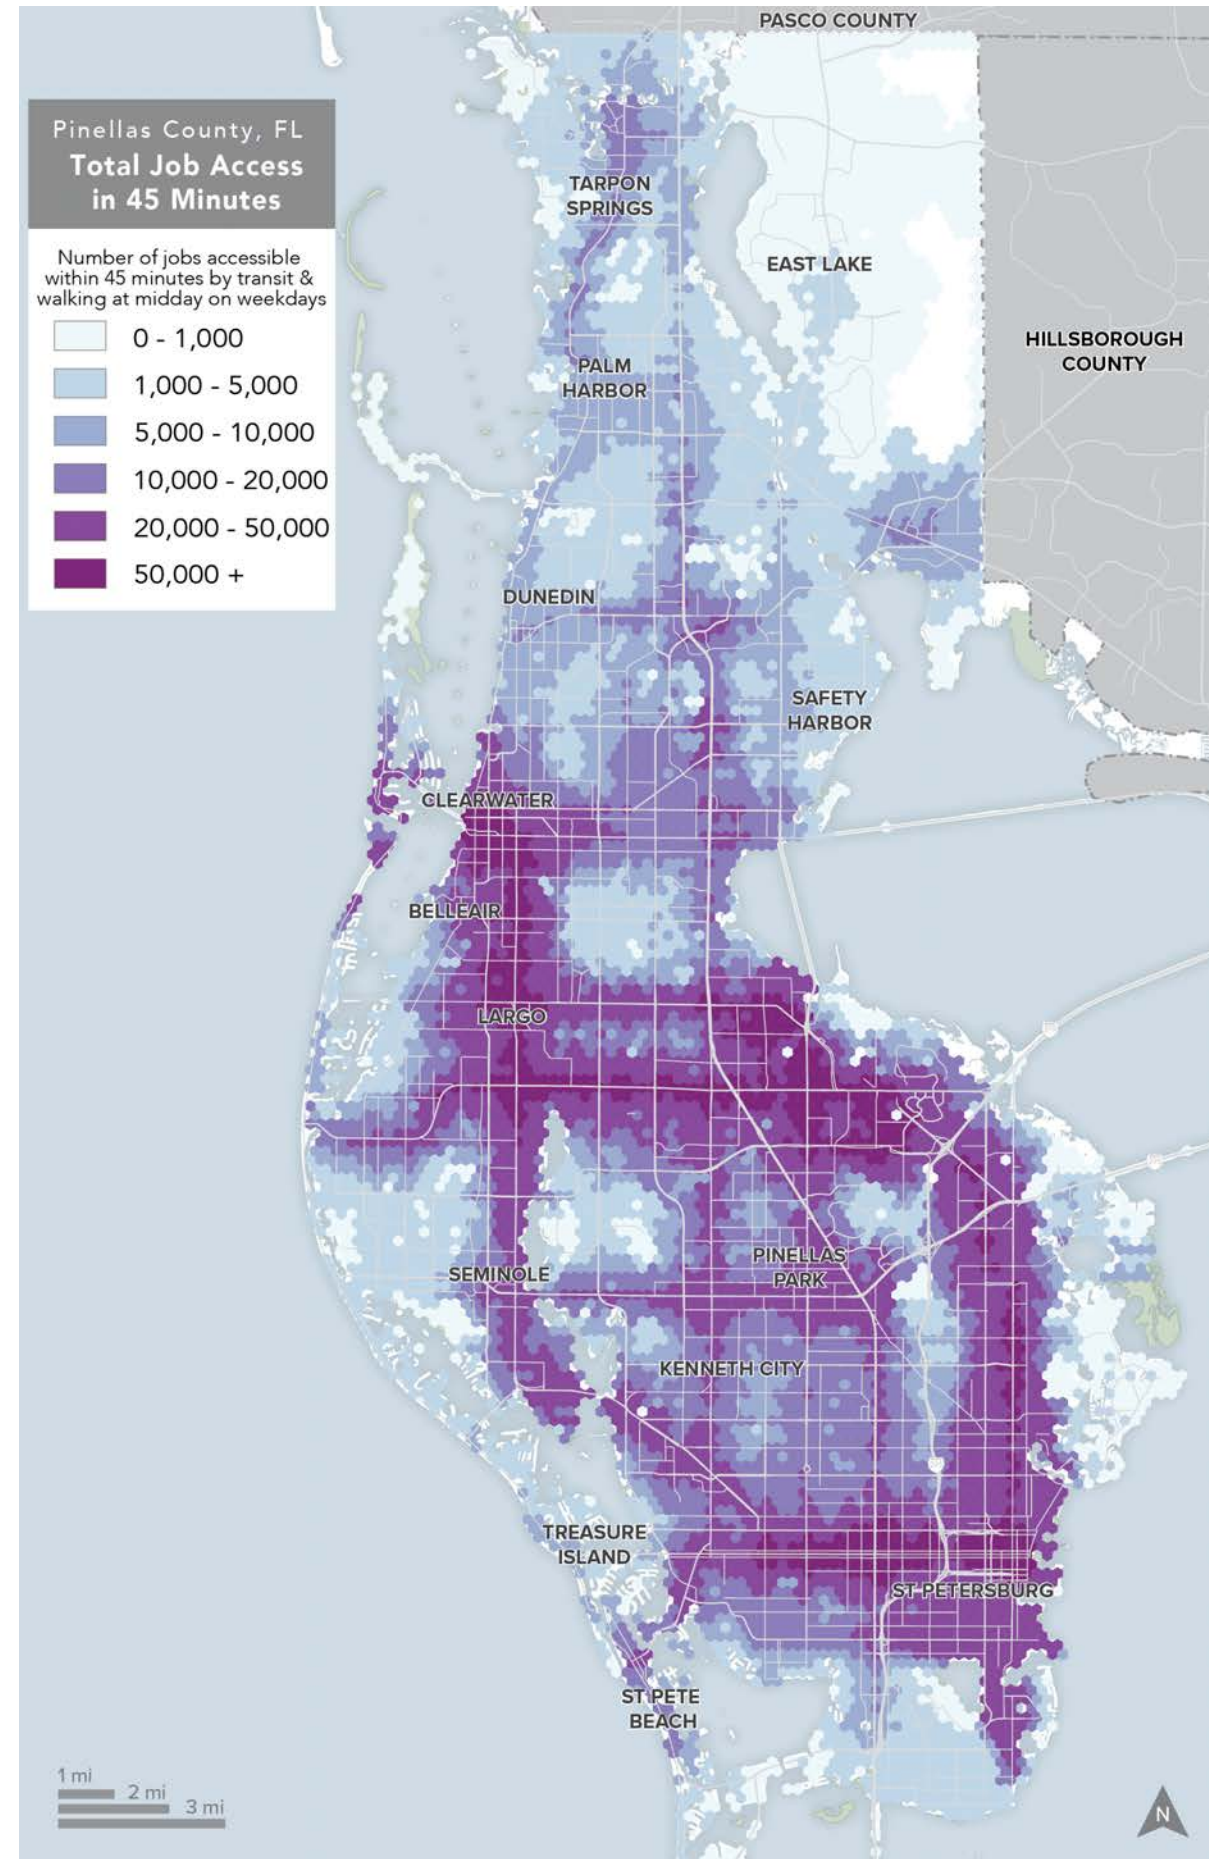 PASCO COUNTY
Pinellas County, FL
Total Job Access
in 45 Minutes
Number of jobs accessible
within 45 minutes by transit &
walking at midday on weekdays
0 - 1,000
1,000 - 5,000
5,000 - 10,000
10,000 - 20,000
20,000 - 50,000
50,000 +
TARPON
SPRINGS
EAST LAKE
HILLSBOROUGH
COUNTY
PALM
HARBOR
DUNEDIN
SAFETY
HARBOR
CLEARWATER
BELLEAIR
LARGO
PINELLAS
PARK
SEMINOLE
KENNETH CITY
TREASURE
ISLAND
ST PETERSBURG
ST PETE
BEACH
1 mi
2 mi
3 mi
N